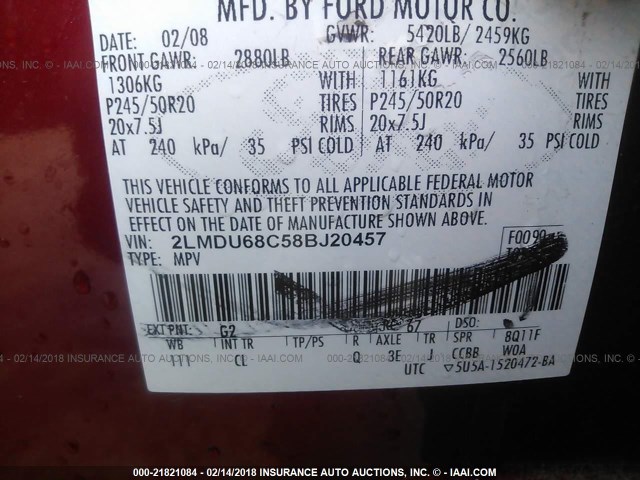 MFD. BY FORD MOTOR CO.
DATE: 02/08 GVWR: 5420LB/ 2459KG
FRONT GAWR: 2880LB REAR GAWR: 2560LB
1306KG WITH 1161KG WITH
P245/50R20 TIRES P245/50R20 TIRES
20x7.5J RIMS 20x7.5J RIMS
AT 240 kPa/ 35 PSI COLD AT 240 kPa/ 35 PSI COLD
THIS VEHICLE CONFORMS TO ALL APPLICABLE FEDERAL MOTOR
VEHICLE SAFETY AND THEFT PREVENTION STANDARDS IN
EFFECT ON THE DATE OF MANUFACTURE SHOWN ABOVE.
VIN: 2LMDU68C58BJ20457 F0090
TYPE: MPV
EXT PNT: G2 67 DSO:
WB INT TR TP/PS R AXLE TR SPR BQ11F
111 CL Q 3E J CCBB W0A
UTC ▽5U5A-1520472-BA
000-21821084 - 02/14/2018 INSURANCE AUTO AUCTIONS, INC. - WWW.IAAI.COM